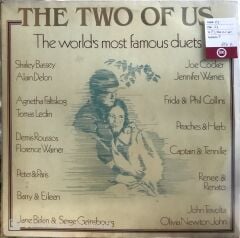 THE TWO OF US
The world's most famous duets
Shirley Bassey
Alain Delon
Joe Cocker
Jennifer Warnes
Agnetha Faltskog
Tomas Ledin
Frida & Phil Collins
Demis Roussos
Florence Warner
Peaches & Herb
Captain & Tennille
Peter & Paris
Renee &
Renato
Barry & Eileen
John Travolta
Olivia Newton John
Jane Birkin & Serge Gainsbourg